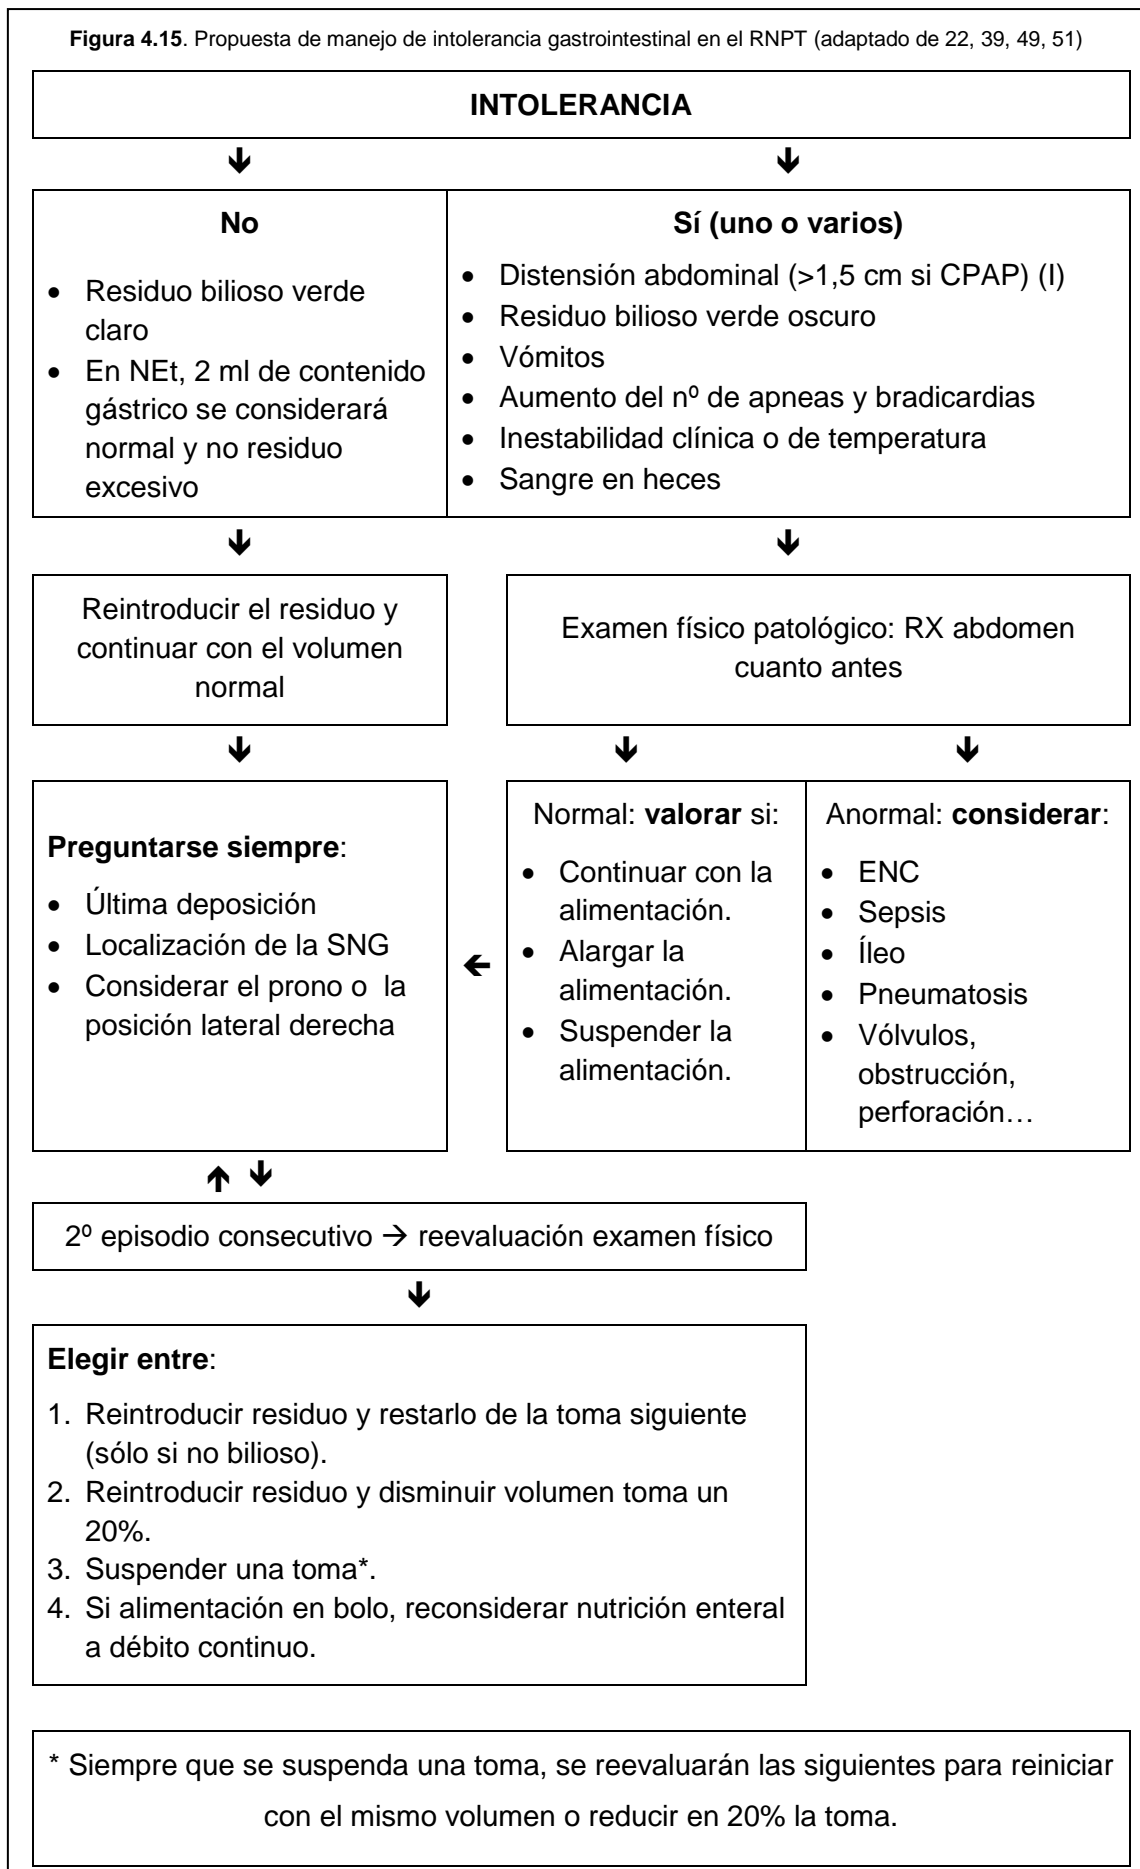 Figura 4.15. Propuesta de manejo de intolerancia gastrointestinal en el RNPT (adaptado de 22, 39, 49, 51)
INTOLERANCIA
No
• Residuo bilioso verde
claro
• En NEt, 2 ml de contenido
gástrico se considerará
normal y no residuo
excesivo
Sí (uno o varios)
• Distensión abdominal (>1,5 cm si CPAP) (I)
• Residuo bilioso verde oscuro
• Vómitos
• Aumento del nº de apneas y bradicardias
• Inestabilidad clínica o de temperatura
• Sangre en heces
Reintroducir el residuo y
continuar con el volumen
normal
Examen físico patológico: RX abdomen
cuanto antes
Preguntarse siempre:
• Última deposición
• Localización de la SNG
• Considerar el prono o la
posición lateral derecha
Normal: valorar si:
• Continuar con la
alimentación.
• Alargar la
alimentación.
• Suspender la
alimentación.
Anormal: considerar:
• ENC
• Sepsis
• Íleo
• Pneumatosis
• Vólvulos,
obstrucción,
perforación…
2º episodio consecutivo → reevaluación examen físico
Elegir entre:
1. Reintroducir residuo y restarlo de la toma siguiente
(sólo si no bilioso).
2. Reintroducir residuo y disminuir volumen toma un
20%.
3. Suspender una toma*.
4. Si alimentación en bolo, reconsiderar nutrición enteral
a débito continuo.
* Siempre que se suspenda una toma, se reevaluarán las siguientes para reiniciar
con el mismo volumen o reducir en 20% la toma.